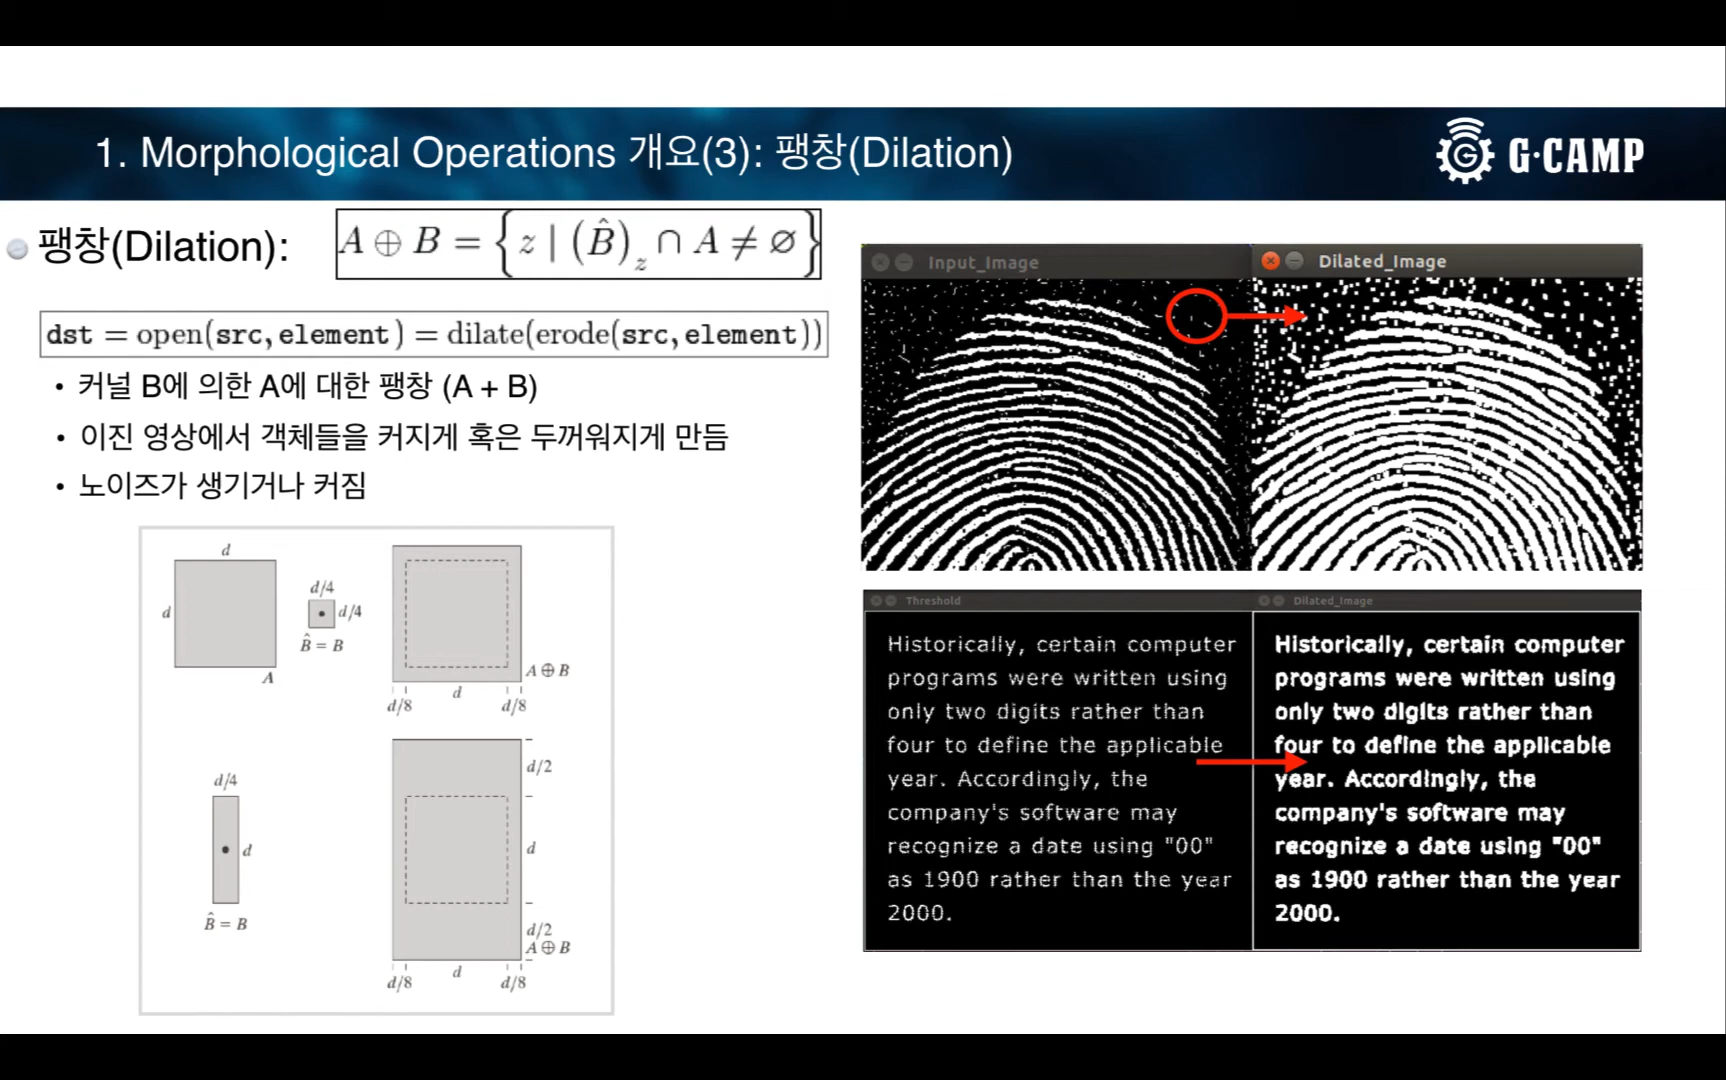 1. Morphological Operations 개요(3): 팽창(Dilation)
G·CAMP
팽창(Dilation):
A ⊕ B = { z | (B̂)_z ∩ A ≠ ∅ }
dst = open(src, element) = dilate(erode(src, element))
• 커널 B에 의한 A에 대한 팽창 (A + B)
• 이진 영상에서 객체들을 커지게 혹은 두꺼워지게 만듬
• 노이즈가 생기거나 커짐
d
d
A
d/4
d/4
B̂ = B
A ⊕ B
d/8
d
d/8
d/4
d
B̂ = B
d/2
d
d/2
A ⊕ B
d/8
d
d/8
Input_Image
Dilated_Image
Threshold
Historically, certain computer
programs were written using
only two digits rather than
four to define the applicable
year. Accordingly, the
company's software may
recognize a date using "00"
as 1900 rather than the year
2000.
Dilated_Image
Historically, certain computer
programs were written using
only two digits rather than
four to define the applicable
year. Accordingly, the
company's software may
recognize a date using "00"
as 1900 rather than the year
2000.